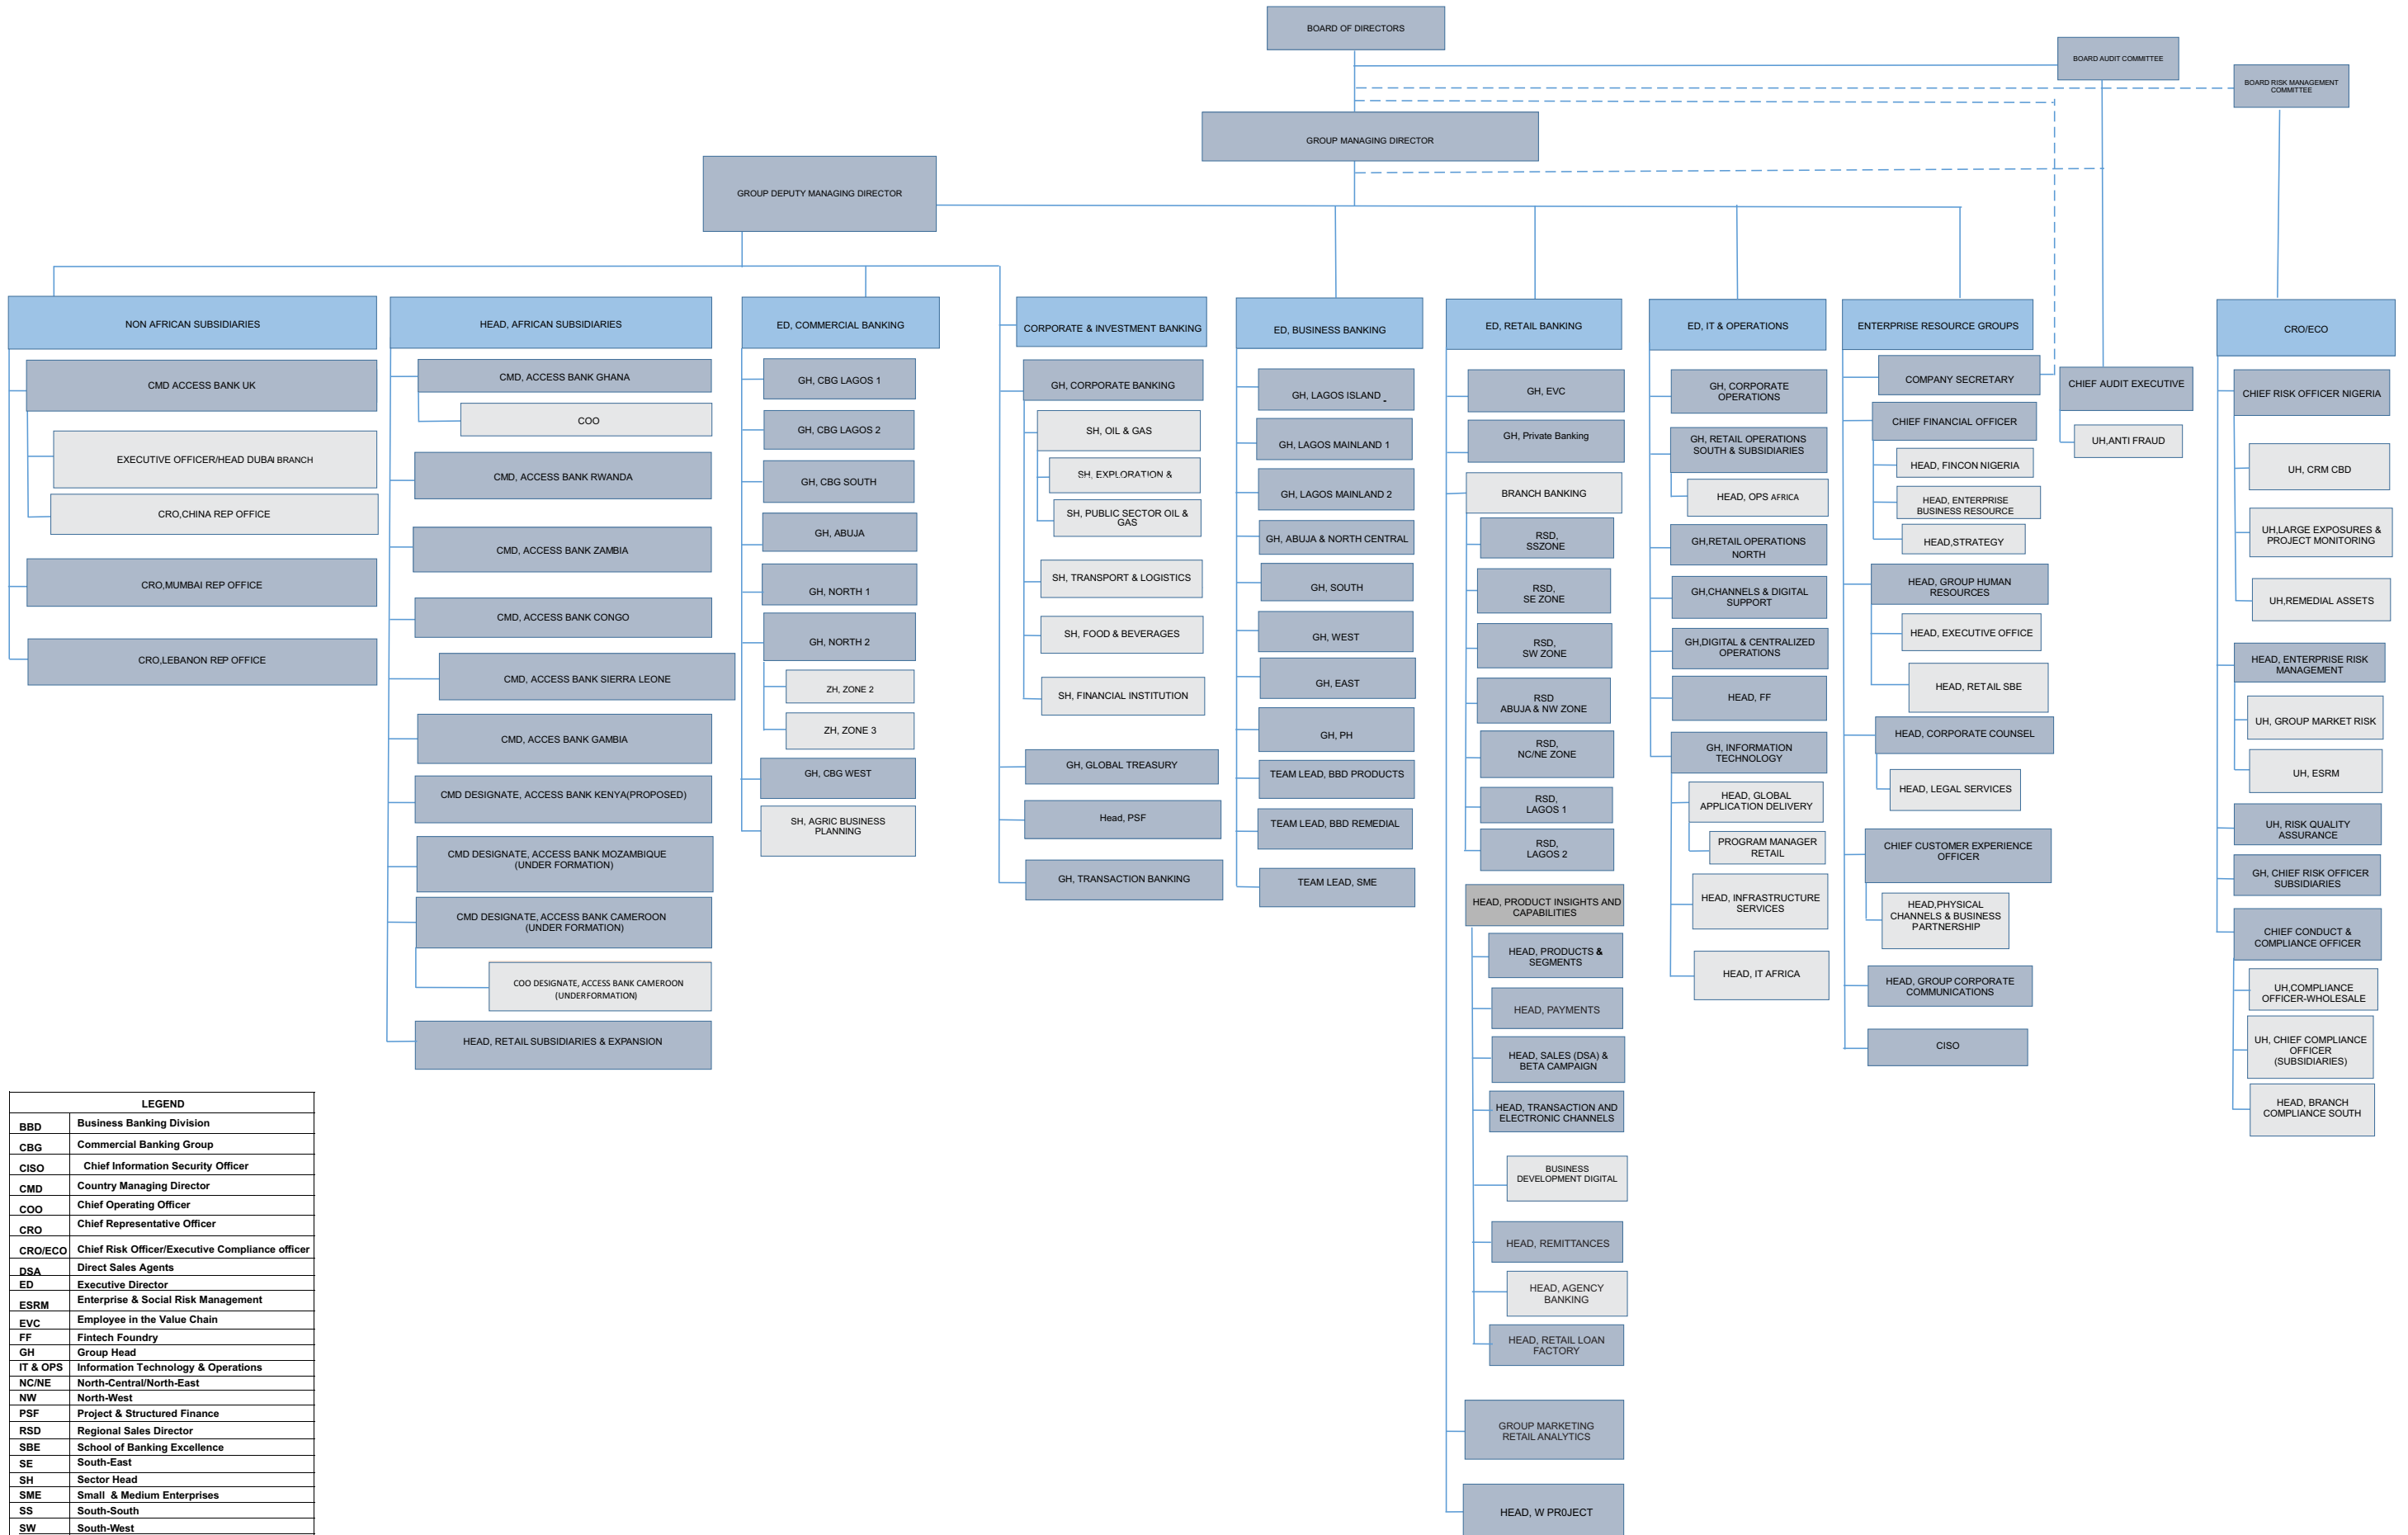 BOARD OF DIRECTORS
BOARD AUDIT COMMITTEE
BOARD RISK MANAGEMENT
COMMITTEE
GROUP MANAGING DIRECTOR
GROUP DEPUTY MANAGING DIRECTOR
NON AFRICAN SUBSIDIARIES
CMD ACCESS BANK UK
EXECUTIVE OFFICER/HEAD DUBAI BRANCH
CRO,CHINA REP OFFICE
CRO,MUMBAI REP OFFICE
CRO,LEBANON REP OFFICE
HEAD, AFRICAN SUBSIDIARIES
CMD, ACCESS BANK GHANA
COO
CMD, ACCESS BANK RWANDA
CMD, ACCESS BANK ZAMBIA
CMD, ACCESS BANK CONGO
CMD, ACCESS BANK SIERRA LEONE
CMD, ACCES BANK GAMBIA
CMD DESIGNATE, ACCESS BANK KENYA(PROPOSED)
CMD DESIGNATE, ACCESS BANK MOZAMBIQUE
(UNDER FORMATION)
CMD DESIGNATE, ACCESS BANK CAMEROON
(UNDER FORMATION)
COO DESIGNATE, ACCESS BANK CAMEROON
(UNDERFORMATION)
HEAD, RETAIL SUBSIDIARIES & EXPANSION
ED, COMMERCIAL BANKING
GH, CBG LAGOS 1
GH, CBG LAGOS 2
GH, CBG SOUTH
GH, ABUJA
GH, NORTH 1
GH, NORTH 2
ZH, ZONE 2
ZH, ZONE 3
GH, CBG WEST
SH, AGRIC BUSINESS
PLANNING
CORPORATE & INVESTMENT BANKING
GH, CORPORATE BANKING
SH, OIL & GAS
SH, EXPLORATION &
SH, PUBLIC SECTOR OIL &
GAS
SH, TRANSPORT & LOGISTICS
SH, FOOD & BEVERAGES
SH, FINANCIAL INSTITUTION
GH, GLOBAL TREASURY
Head, PSF
GH, TRANSACTION BANKING
ED, BUSINESS BANKING
GH, LAGOS ISLAND
GH, LAGOS MAINLAND 1
GH, LAGOS MAINLAND 2
GH, ABUJA & NORTH CENTRAL
GH, SOUTH
GH, WEST
GH, EAST
GH, PH
TEAM LEAD, BBD PRODUCTS
TEAM LEAD, BBD REMEDIAL
TEAM LEAD, SME
ED, RETAIL BANKING
GH, EVC
GH, Private Banking
BRANCH BANKING
RSD,
SSZONE
RSD,
SE ZONE
RSD,
SW ZONE
RSD
ABUJA & NW ZONE
RSD,
NC/NE ZONE
RSD,
LAGOS 1
RSD,
LAGOS 2
HEAD, PRODUCT INSIGHTS AND
CAPABILITIES
HEAD, PRODUCTS &
SEGMENTS
HEAD, PAYMENTS
HEAD, SALES (DSA) &
BETA CAMPAIGN
HEAD, TRANSACTION AND
ELECTRONIC CHANNELS
BUSINESS
DEVELOPMENT DIGITAL
HEAD, REMITTANCES
HEAD, AGENCY
BANKING
HEAD, RETAIL LOAN
FACTORY
GROUP MARKETING
RETAIL ANALYTICS
HEAD, W PR0JECT
ED, IT & OPERATIONS
GH, CORPORATE
OPERATIONS
GH, RETAIL OPERATIONS
SOUTH & SUBSIDIARIES
HEAD, OPS AFRICA
GH,RETAIL OPERATIONS
NORTH
GH,CHANNELS & DIGITAL
SUPPORT
GH,DIGITAL & CENTRALIZED
OPERATIONS
HEAD, FF
GH, INFORMATION
TECHNOLOGY
HEAD, GLOBAL
APPLICATION DELIVERY
PROGRAM MANAGER
RETAIL
HEAD, INFRASTRUCTURE
SERVICES
HEAD, IT AFRICA
ENTERPRISE RESOURCE GROUPS
COMPANY SECRETARY
CHIEF FINANCIAL OFFICER
HEAD, FINCON NIGERIA
HEAD, ENTERPRISE
BUSINESS RESOURCE
HEAD,STRATEGY
HEAD, GROUP HUMAN
RESOURCES
HEAD, EXECUTIVE OFFICE
HEAD, RETAIL SBE
HEAD, CORPORATE COUNSEL
HEAD, LEGAL SERVICES
CHIEF CUSTOMER EXPERIENCE
OFFICER
HEAD,PHYSICAL
CHANNELS & BUSINESS
PARTNERSHIP
HEAD, GROUP CORPORATE
COMMUNICATIONS
CISO
CHIEF AUDIT EXECUTIVE
UH,ANTI FRAUD
CRO/ECO
CHIEF RISK OFFICER NIGERIA
UH, CRM CBD
UH,LARGE EXPOSURES &
PROJECT MONITORING
UH,REMEDIAL ASSETS
HEAD, ENTERPRISE RISK
MANAGEMENT
UH, GROUP MARKET RISK
UH, ESRM
UH, RISK QUALITY
ASSURANCE
GH, CHIEF RISK OFFICER
SUBSIDIARIES
CHIEF CONDUCT &
COMPLIANCE OFFICER
UH,COMPLIANCE
OFFICER-WHOLESALE
UH, CHIEF COMPLIANCE
OFFICER
(SUBSIDIARIES)
HEAD, BRANCH
COMPLIANCE SOUTH
LEGEND
BBD Business Banking Division
CBG Commercial Banking Group
CISO Chief Information Security Officer
CMD Country Managing Director
COO Chief Operating Officer
CRO Chief Representative Officer
CRO/ECO Chief Risk Officer/Executive Compliance officer
DSA Direct Sales Agents
ED Executive Director
ESRM Enterprise & Social Risk Management
EVC Employee in the Value Chain
FF Fintech Foundry
GH Group Head
IT & OPS Information Technology & Operations
NC/NE North-Central/North-East
NW North-West
PSF Project & Structured Finance
RSD Regional Sales Director
SBE School of Banking Excellence
SE South-East
SH Sector Head
SME Small & Medium Enterprises
SS South-South
SW South-West